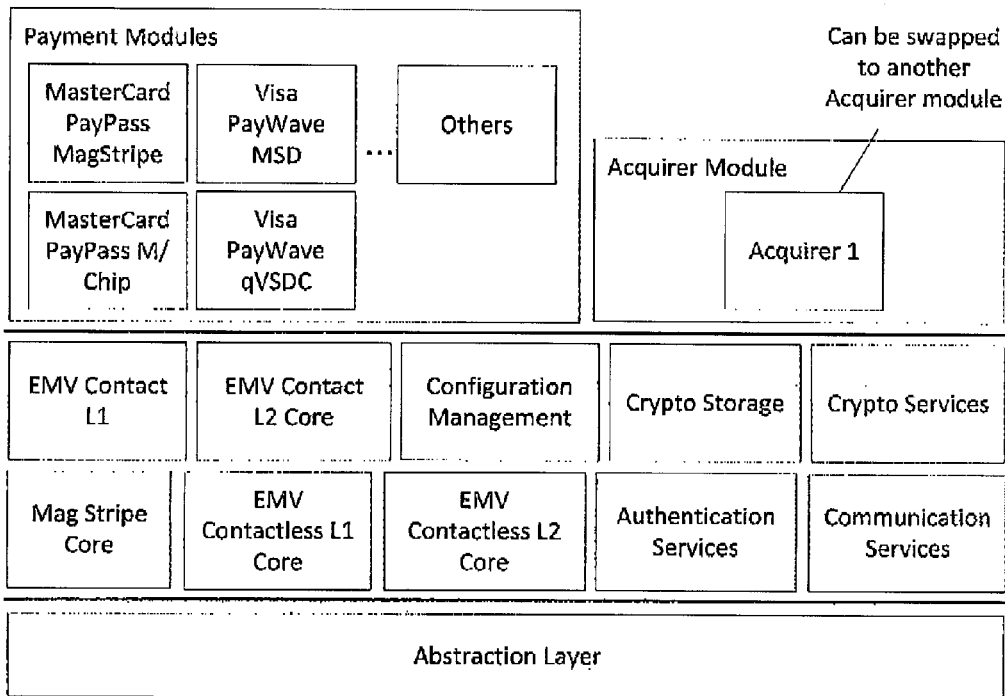 Payment Modules
MasterCard
PayPass
MagStripe
Visa
PayWave
MSD
...
Others
MasterCard
PayPass M/
Chip
Visa
PayWave
qVSDC
Can be swapped
to another
Acquirer module
Acquirer Module
Acquirer 1
EMV Contact
L1
EMV Contact
L2 Core
Configuration
Management
Crypto Storage
Crypto Services
Mag Stripe
Core
EMV
Contactless L1
Core
EMV
Contactless L2
Core
Authentication
Services
Communication
Services
Abstraction Layer